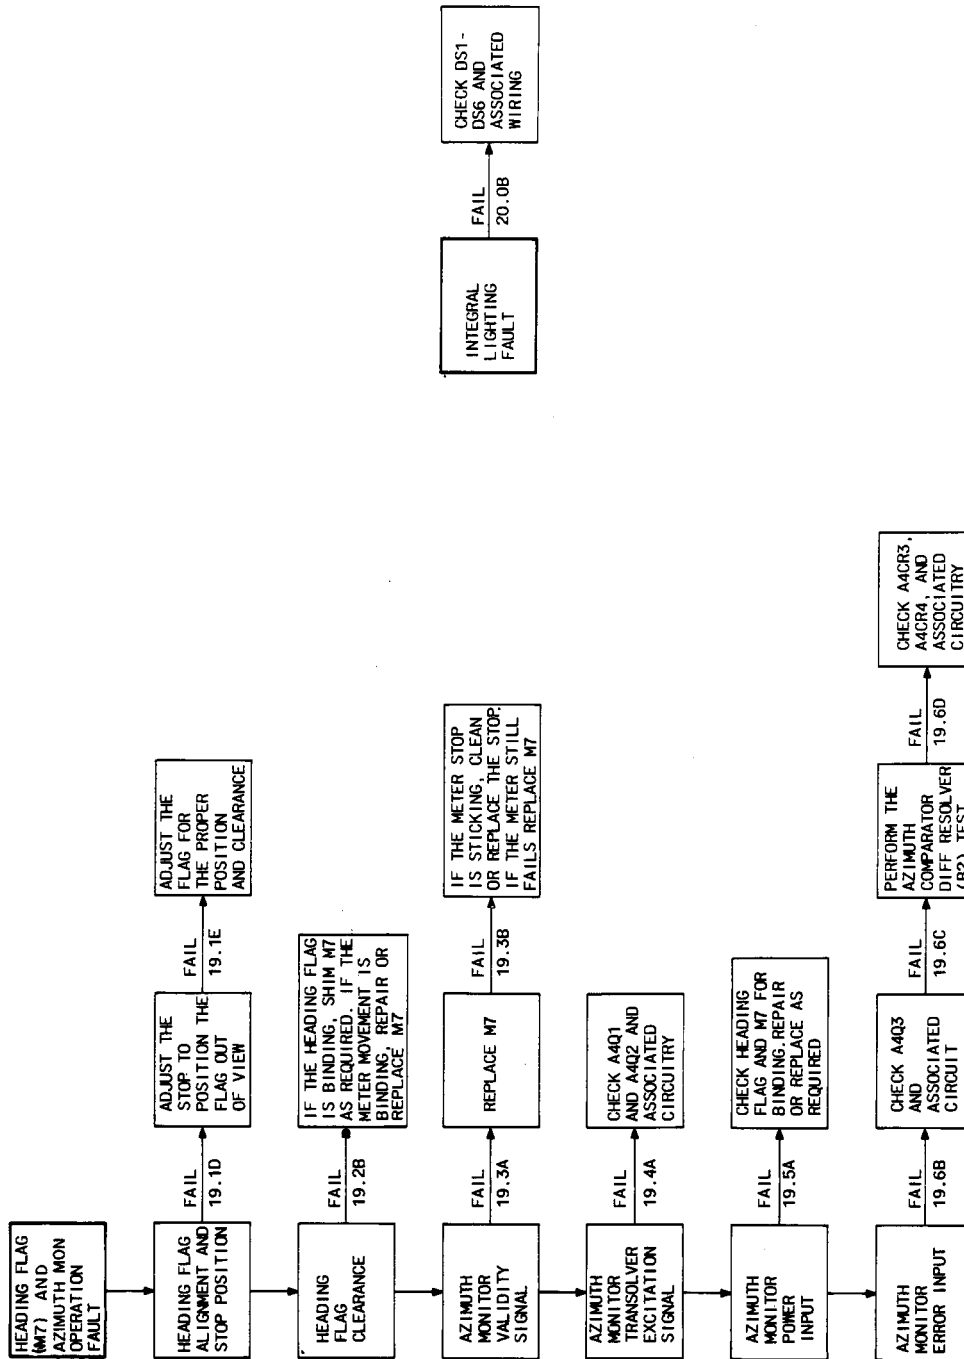 HEADING FLAG
(M7) AND
AZIMUTH MON
OPERATION
FAULT
HEADING FLAG
ALIGNMENT AND
STOP POSITION
FAIL
19.1D
ADJUST THE
STOP TO
POSITION THE
FLAG OUT
OF VIEW
FAIL
19.1E
ADJUST THE
FLAG FOR
THE PROPER
POSITION
AND CLEARANCE
HEADING
FLAG
CLEARANCE
FAIL
19.2B
IF THE HEADING FLAG
IS BINDING, SHIM M7
AS REQUIRED. IF THE
METER MOVEMENT IS
BINDING, REPAIR OR
REPLACE M7
AZIMUTH
MONITOR
VALIDITY
SIGNAL
FAIL
19.3A
REPLACE M7
FAIL
19.3B
IF THE METER STOP
IS STICKING, CLEAN
OR REPLACE THE STOP.
IF THE METER STILL
FAILS REPLACE M7
AZIMUTH
MONITOR
TRANSOLVER
EXCITATION
SIGNAL
FAIL
19.4A
CHECK A4Q1
AND A4Q2 AND
ASSOCIATED
CIRCUITRY
AZIMUTH
MONITOR
POWER
INPUT
FAIL
19.5A
CHECK HEADING
FLAG AND M7 FOR
BINDING.REPAIR
OR REPLACE AS
REQUIRED
AZIMUTH
MONITOR
ERROR INPUT
FAIL
19.6B
CHECK A4Q3
AND
ASSOCIATED
CIRCUIT
FAIL
19.6C
PERFORM THE
AZIMUTH
COMPARATOR
DIFF RESOLVER
(B2) TEST
FAIL
19.6D
CHECK A4CR3,
A4CR4, AND
ASSOCIATED
CIRCUITRY
INTEGRAL
LIGHTING
FAULT
FAIL
20.0B
CHECK DS1-
DS6 AND
ASSOCIATED
WIRING